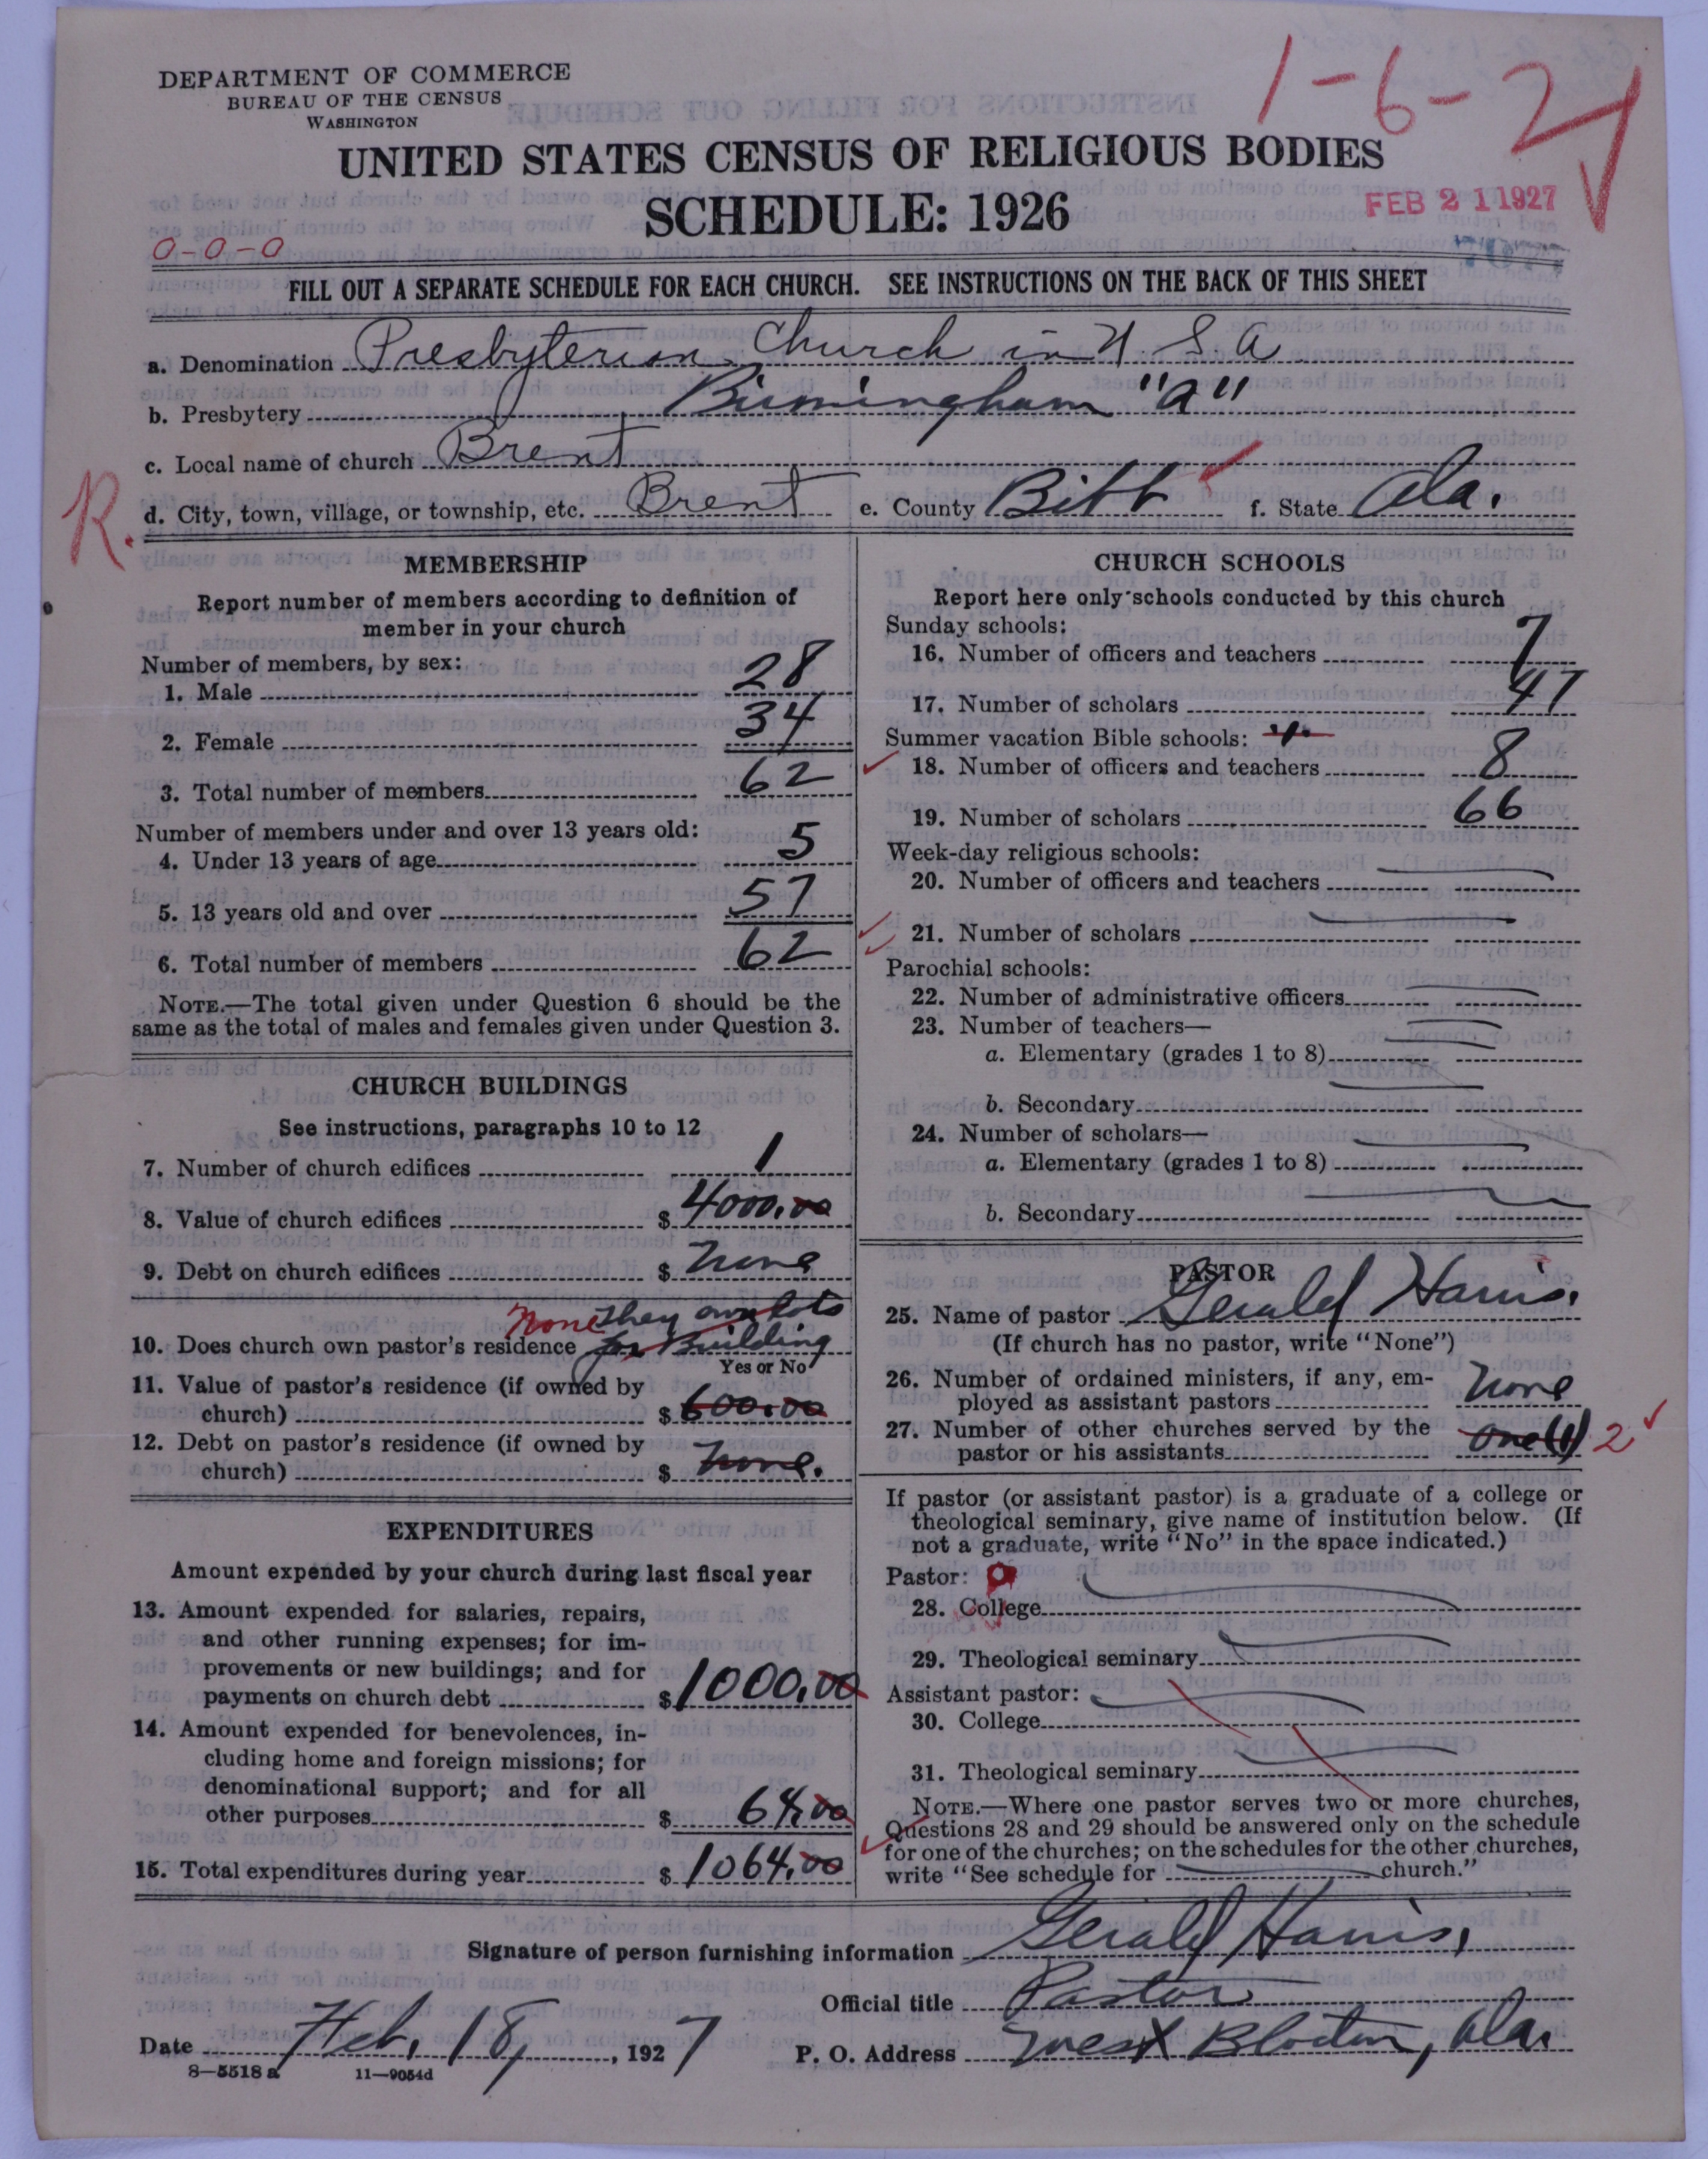 DEPARTMENT OF COMMERCE
BUREAU OF THE CENSUS
WASHINGTON
1-6-2
UNITED STATES CENSUS OF RELIGIOUS BODIES
SCHEDULE: 1926
FEB 21 1927
0-0-0
FILL OUT A SEPARATE SCHEDULE FOR EACH CHURCH. SEE INSTRUCTIONS ON THE BACK OF THIS SHEET
a. Denomination Presbyterian Church in U S A
b. Presbytery Birmingham "A"
c. Local name of church Brent
R.
d. City, town, village, or township, etc. Brent e. County Bibb f. State Ala.
MEMBERSHIP
Report number of members according to definition of
member in your church
Number of members, by sex:
1. Male 28
2. Female 34
3. Total number of members 62
Number of members under and over 13 years old:
4. Under 13 years of age 5
5. 13 years old and over 57
6. Total number of members 62
NOTE.—The total given under Question 6 should be the
same as the total of males and females given under Question 3.
CHURCH BUILDINGS
See instructions, paragraphs 10 to 12
7. Number of church edifices 1
8. Value of church edifices $ 4000.00
9. Debt on church edifices $ None
None They own lots
10. Does church own pastor's residence for Building
Yes or No
11. Value of pastor's residence (if owned by
church) $ 600.00
12. Debt on pastor's residence (if owned by
church) $ None.
EXPENDITURES
Amount expended by your church during last fiscal year
13. Amount expended for salaries, repairs,
and other running expenses; for im-
provements or new buildings; and for
payments on church debt $ 1000.00
14. Amount expended for benevolences, in-
cluding home and foreign missions; for
denominational support; and for all
other purposes $ 64.00
15. Total expenditures during year $ 1064.00
CHURCH SCHOOLS
Report here only schools conducted by this church
Sunday schools:
16. Number of officers and teachers 7
17. Number of scholars 47
Summer vacation Bible schools:
18. Number of officers and teachers 8
19. Number of scholars 66
Week-day religious schools:
20. Number of officers and teachers
21. Number of scholars
Parochial schools:
22. Number of administrative officers
23. Number of teachers—
a. Elementary (grades 1 to 8)
b. Secondary
24. Number of scholars—
a. Elementary (grades 1 to 8)
b. Secondary
PASTOR
25. Name of pastor Gerald Harris.
(If church has no pastor, write "None")
26. Number of ordained ministers, if any, em-
ployed as assistant pastors None
27. Number of other churches served by the
pastor or his assistants one (1) 2
If pastor (or assistant pastor) is a graduate of a college or
theological seminary, give name of institution below. (If
not a graduate, write "No" in the space indicated.)
Pastor: 0
28. College
29. Theological seminary
Assistant pastor:
30. College
31. Theological seminary
NOTE.—Where one pastor serves two or more churches,
Questions 28 and 29 should be answered only on the schedule
for one of the churches; on the schedules for the other churches,
write "See schedule for church."
Signature of person furnishing information Gerald Harris,
Official title Pastor
Date Feb. 18, 1927 P. O. Address West Blocton, Ala.
8—5518 a 11—9054d